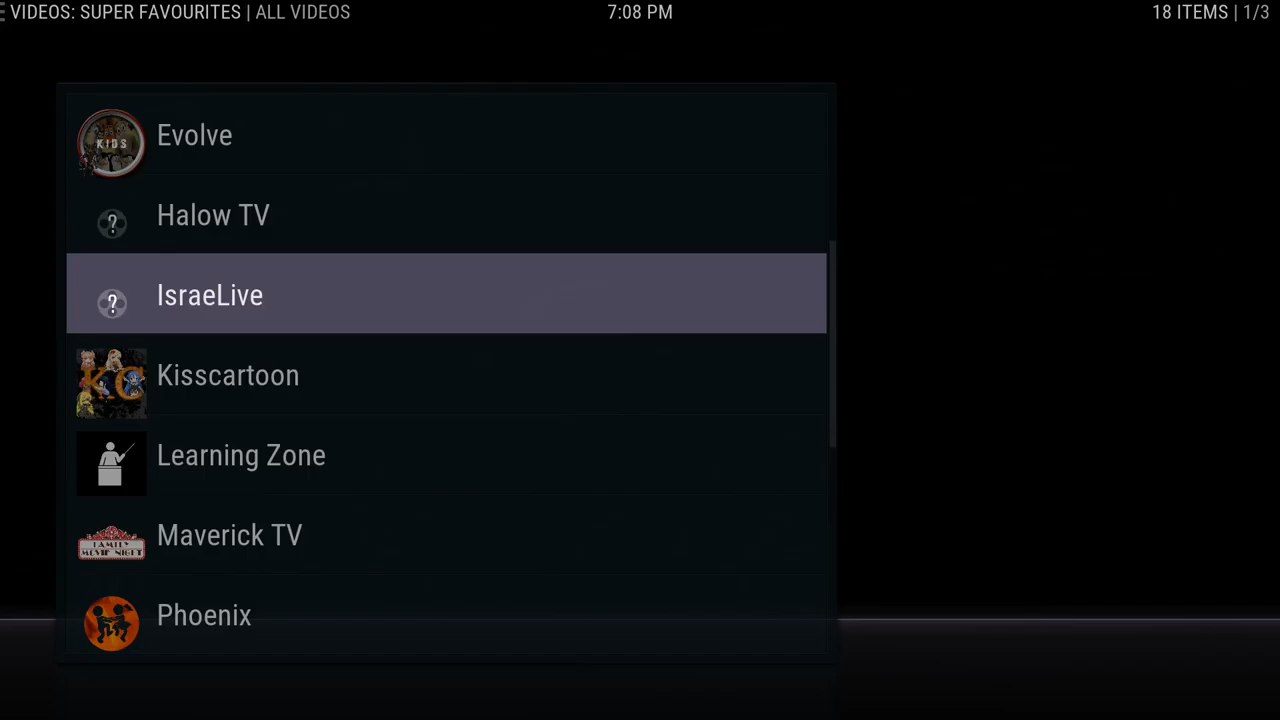 VIDEOS: SUPER FAVOURITES | ALL VIDEOS
7:08 PM
18 ITEMS | 1/3
KIDS
Evolve
?
Halow TV
?
IsraeLive
KC
Kisscartoon
Learning Zone
FAMILY
MOVIE NIGHT
Maverick TV
Phoenix